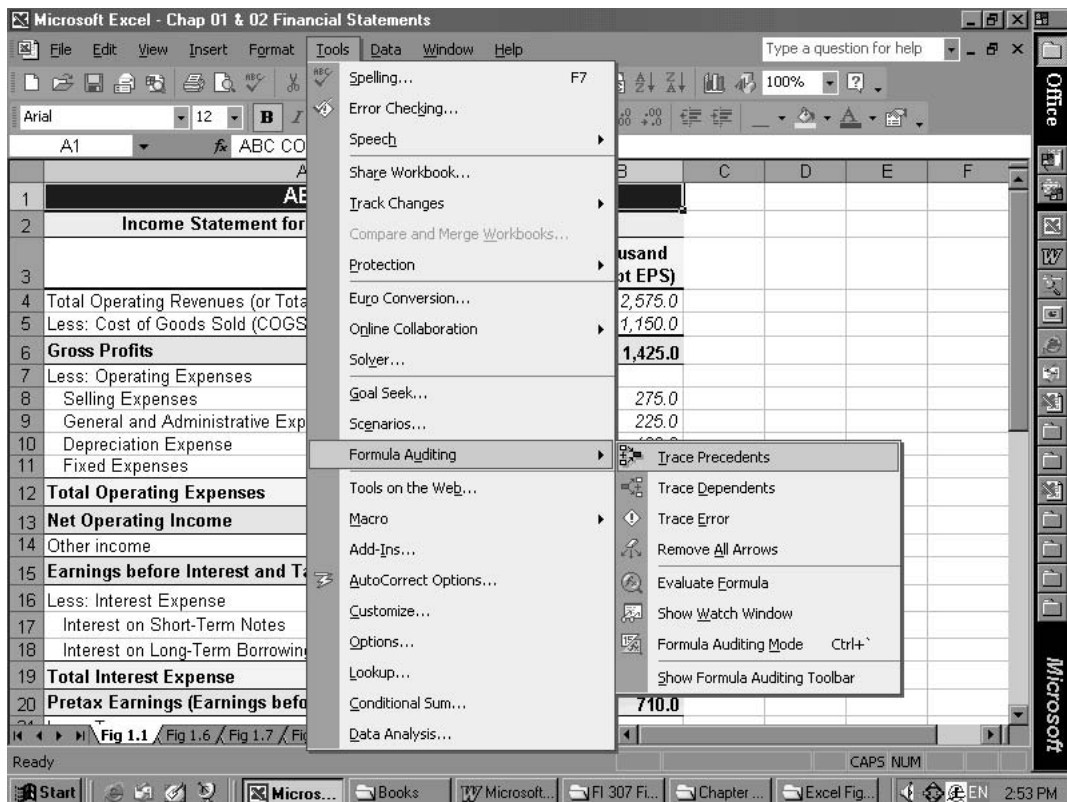 Microsoft Excel - Chap 01 & 02 Financial Statements
File Edit View Insert Format Tools Data Window Help Type a question for help
100%
Arial 12 B I
A1 fx ABC CO
A B C D E F
1 AB
2 Income Statement for
3 usand
pt EPS)
4 Total Operating Revenues (or Tota 2,575.0
5 Less: Cost of Goods Sold (COGS 1,150.0
6 Gross Profits 1,425.0
7 Less: Operating Expenses
8 Selling Expenses 275.0
9 General and Administrative Exp 225.0
10 Depreciation Expense
11 Fixed Expenses
12 Total Operating Expenses
13 Net Operating Income
14 Other income
15 Earnings before Interest and Ta
16 Less: Interest Expense
17 Interest on Short-Term Notes
18 Interest on Long-Term Borrowin
19 Total Interest Expense
20 Pretax Earnings (Earnings befo 710.0
Spelling... F7
Error Checking...
Speech
Share Workbook...
Track Changes
Compare and Merge Workbooks...
Protection
Euro Conversion...
Online Collaboration
Solver...
Goal Seek...
Scenarios...
Formula Auditing
Tools on the Web...
Macro
Add-Ins...
AutoCorrect Options...
Customize...
Options...
Lookup...
Conditional Sum...
Data Analysis...
Trace Precedents
Trace Dependents
Trace Error
Remove All Arrows
Evaluate Formula
Show Watch Window
Formula Auditing Mode Ctrl+`
Show Formula Auditing Toolbar
Fig 1.1 Fig 1.6 Fig 1.7 Fi
Ready CAPS NUM
Office
Microsoft
Start Micros... Books Microsoft... FI 307 Fi... Chapter ... Excel Fig... EN 2:53 PM